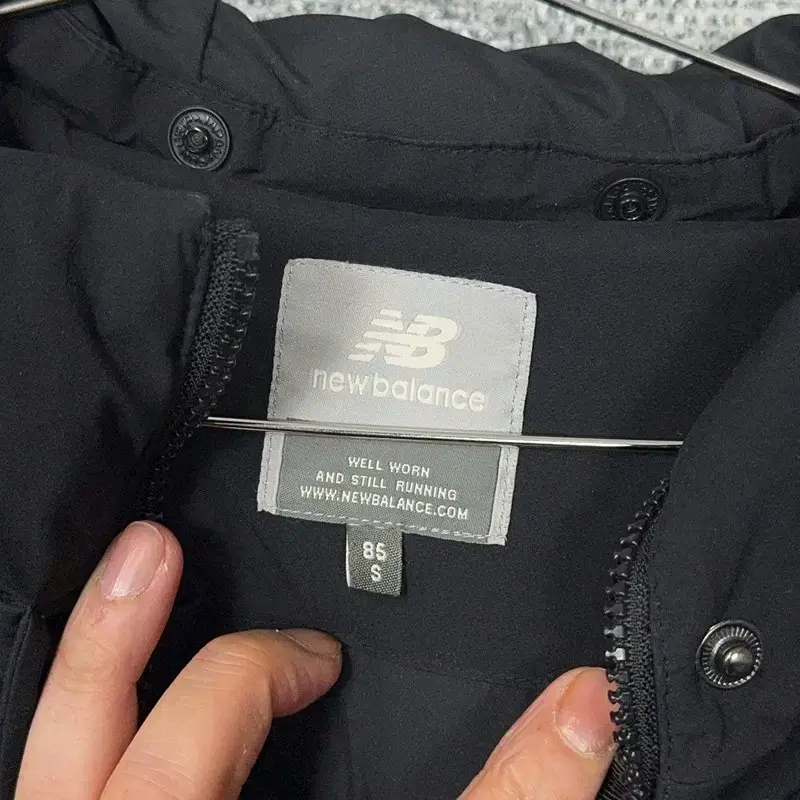 NB
newbalance
WELL WORN
AND STILL RUNNING
WWW.NEWBALANCE.COM
85
S